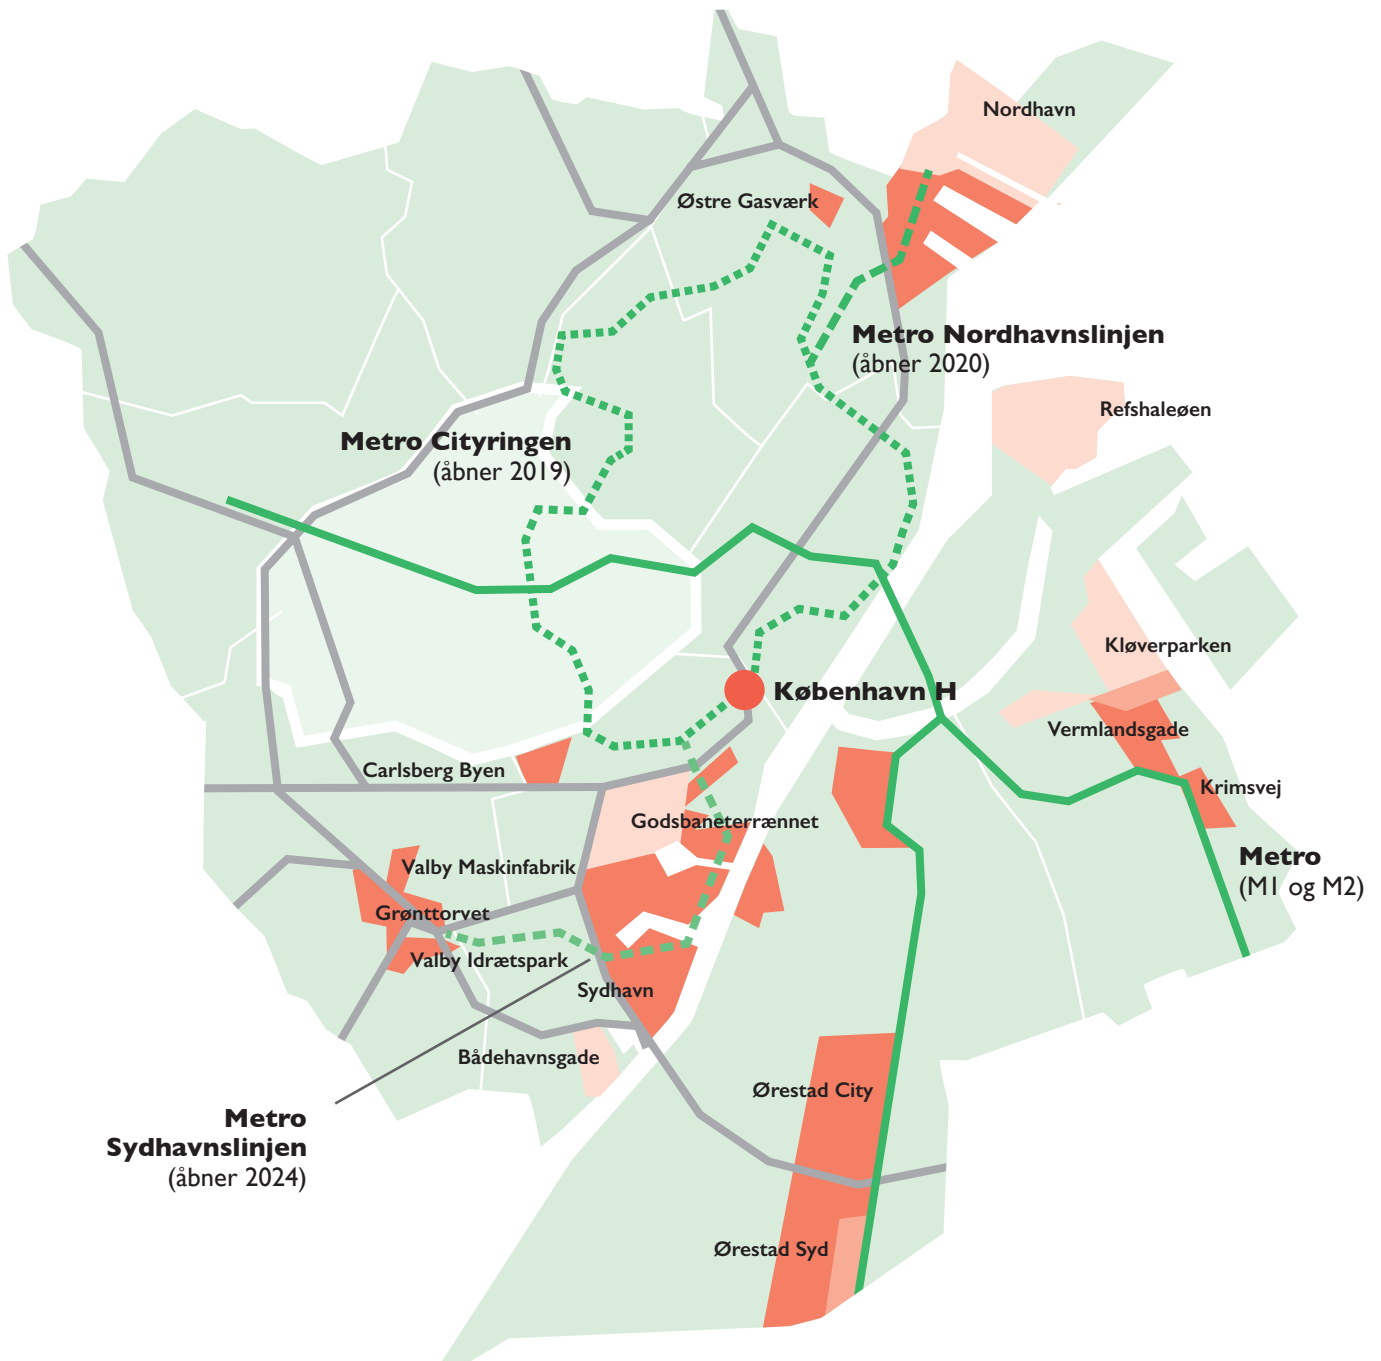 Nordhavn
Østre Gasværk
Metro Nordhavnslinjen
(åbner 2020)
Refshaleøen
Metro Cityringen
(åbner 2019)
Kløverparken
København H
Vermlandsgade
Carlsberg Byen
Krimsvej
Godsbaneterrænnet
Metro
(M1 og M2)
Valby Maskinfabrik
Grønttorvet
Valby Idrætspark
Sydhavn
Bådehavnsgade
Ørestad City
Metro
Sydhavnslinjen
(åbner 2024)
Ørestad Syd